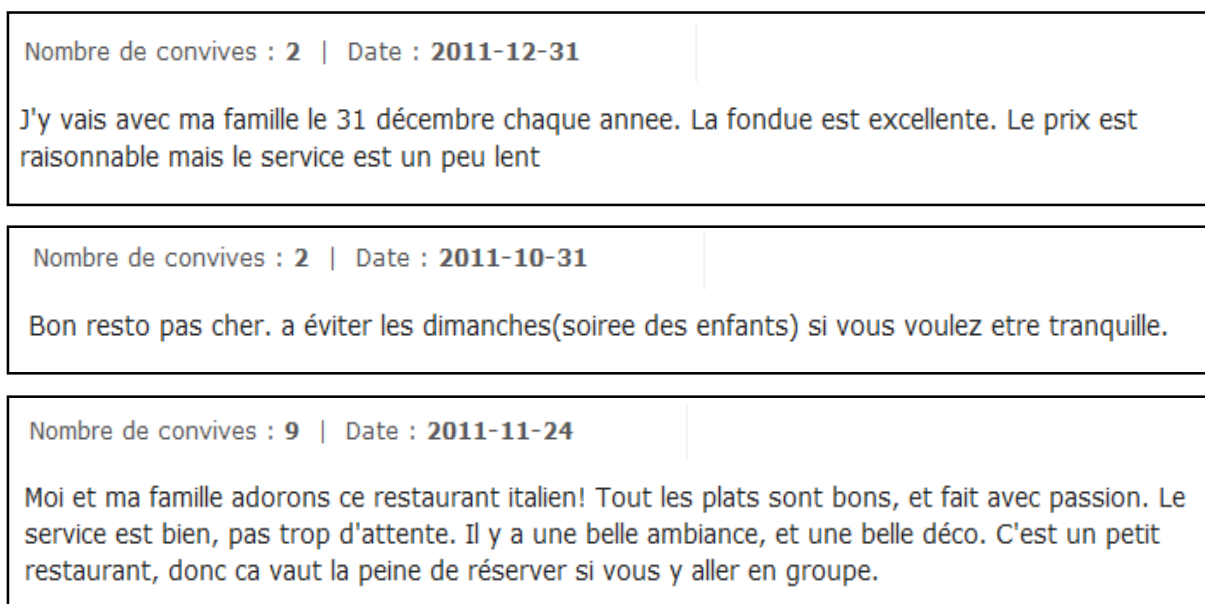 Nombre de convives : 2 | Date : 2011-12-31
J'y vais avec ma famille le 31 décembre chaque annee. La fondue est excellente. Le prix est
raisonnable mais le service est un peu lent
Nombre de convives : 2 | Date : 2011-10-31
Bon resto pas cher. a éviter les dimanches(soiree des enfants) si vous voulez etre tranquille.
Nombre de convives : 9 | Date : 2011-11-24
Moi et ma famille adorons ce restaurant italien! Tout les plats sont bons, et fait avec passion. Le
service est bien, pas trop d'attente. Il y a une belle ambiance, et une belle déco. C'est un petit
restaurant, donc ca vaut la peine de réserver si vous y aller en groupe.